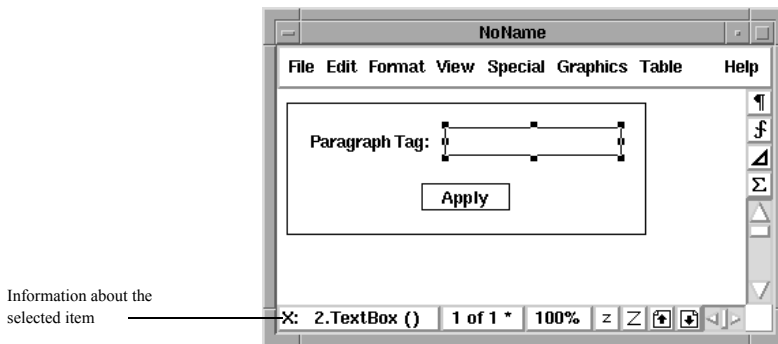 NoName
File Edit Format View Special Graphics Table Help
¶
Paragraph Tag:
Apply
Σ
Information about the
selected item
X: 2.TextBox () 1 of 1 * 100% z Z